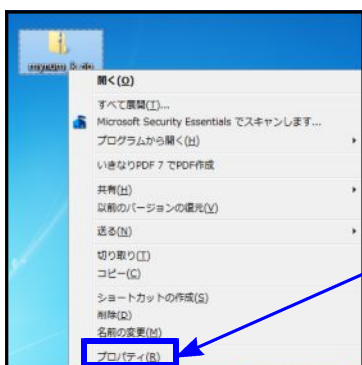 開く(O)
すべて展開(T)...
Microsoft Security Essentials でスキャンします...
プログラムから開く(H)
いきなりPDF 7 でPDF作成
共有(H)
以前のバージョンの復元(V)
送る(N)
切り取り(T)
コピー(C)
ショートカットの作成(S)
削除(D)
名前の変更(M)
プロパティ(R)